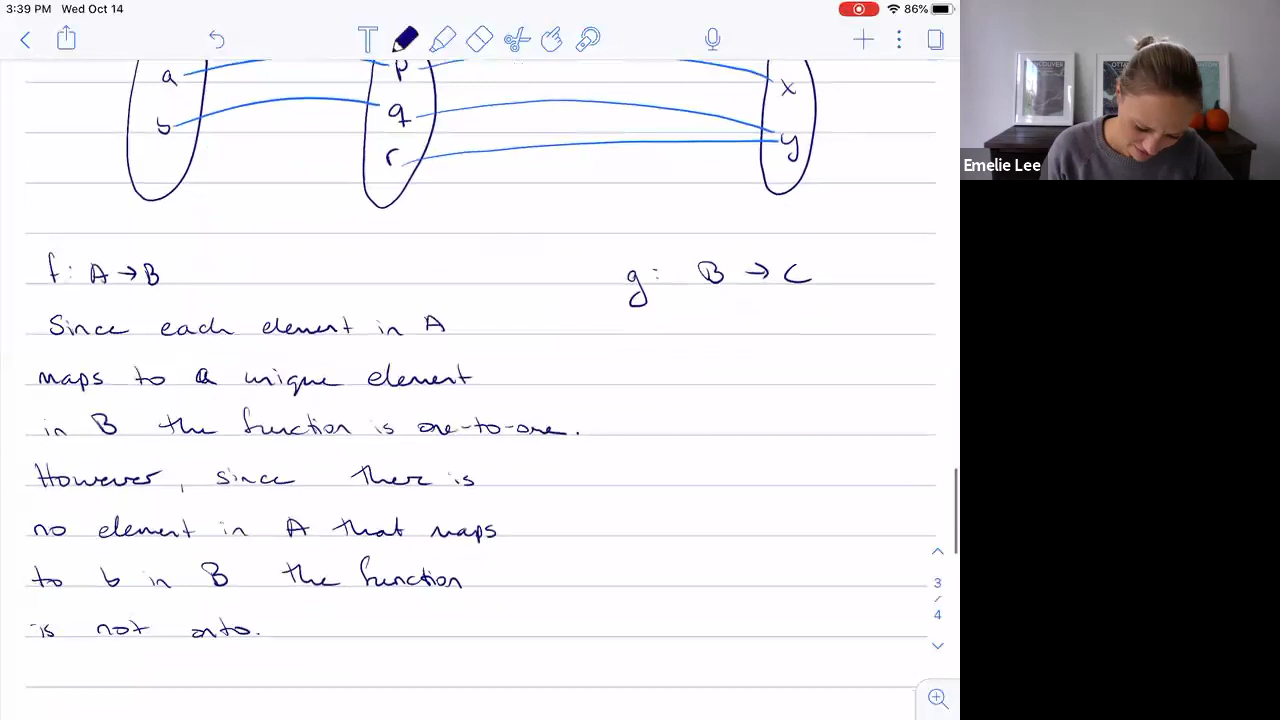 3:39 PM Wed Oct 14
86%
a
p
x
b
q
y
r
f: A → B
g: B → C
Since each element in A
maps to a unique element
in B the function is one-to-one.
However, since there is
no element in A that maps
to b in B the function
is not onto.
3
/
4
Emelie Lee
VANCOUVER